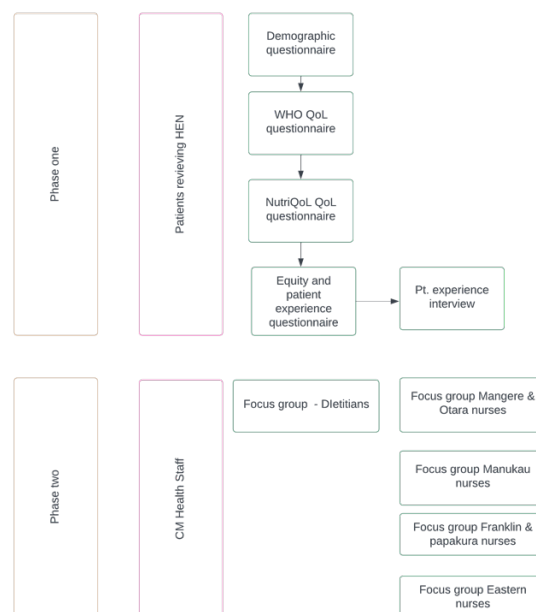 Phase one
Patients revieving HEN
Demographic
questionnaire
WHO QoL
questionnaire
NutriQoL QoL
questionnaire
Equity and
patient
experience
questionnaire
Pt. experience
interview
Phase two
CM Health Staff
Focus group - DIetitians
Focus group Mangere &
Otara nurses
Focus group Manukau
nurses
Focus group Franklin &
papakura nurses
Focus group Eastern
nurses